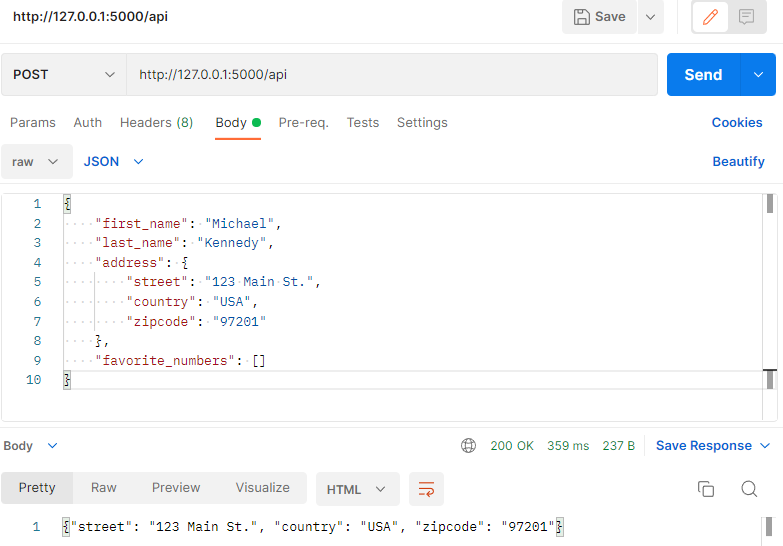 http://127.0.0.1:5000/api Save
POST http://127.0.0.1:5000/api Send
Params Auth Headers (8) Body Pre-req. Tests Settings Cookies
raw JSON Beautify
1 {
2 "first_name": "Michael",
3 "last_name": "Kennedy",
4 "address": {
5 "street": "123 Main St.",
6 "country": "USA",
7 "zipcode": "97201"
8 },
9 "favorite_numbers": []
10 }
Body 200 OK 359 ms 237 B Save Response
Pretty Raw Preview Visualize HTML
1 {"street": "123 Main St.", "country": "USA", "zipcode": "97201"}